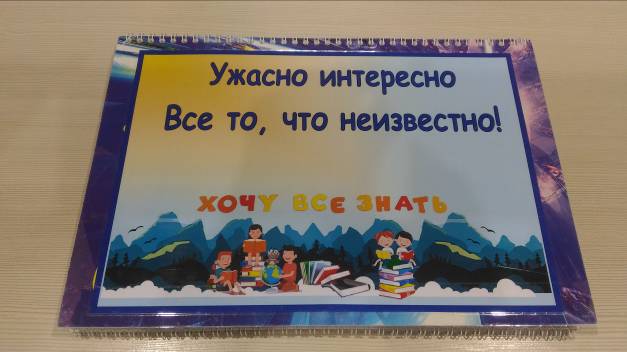 Ужасно интересно
Все то, что неизвестно!
ХОЧУ ВСЕ ЗНАТЬ